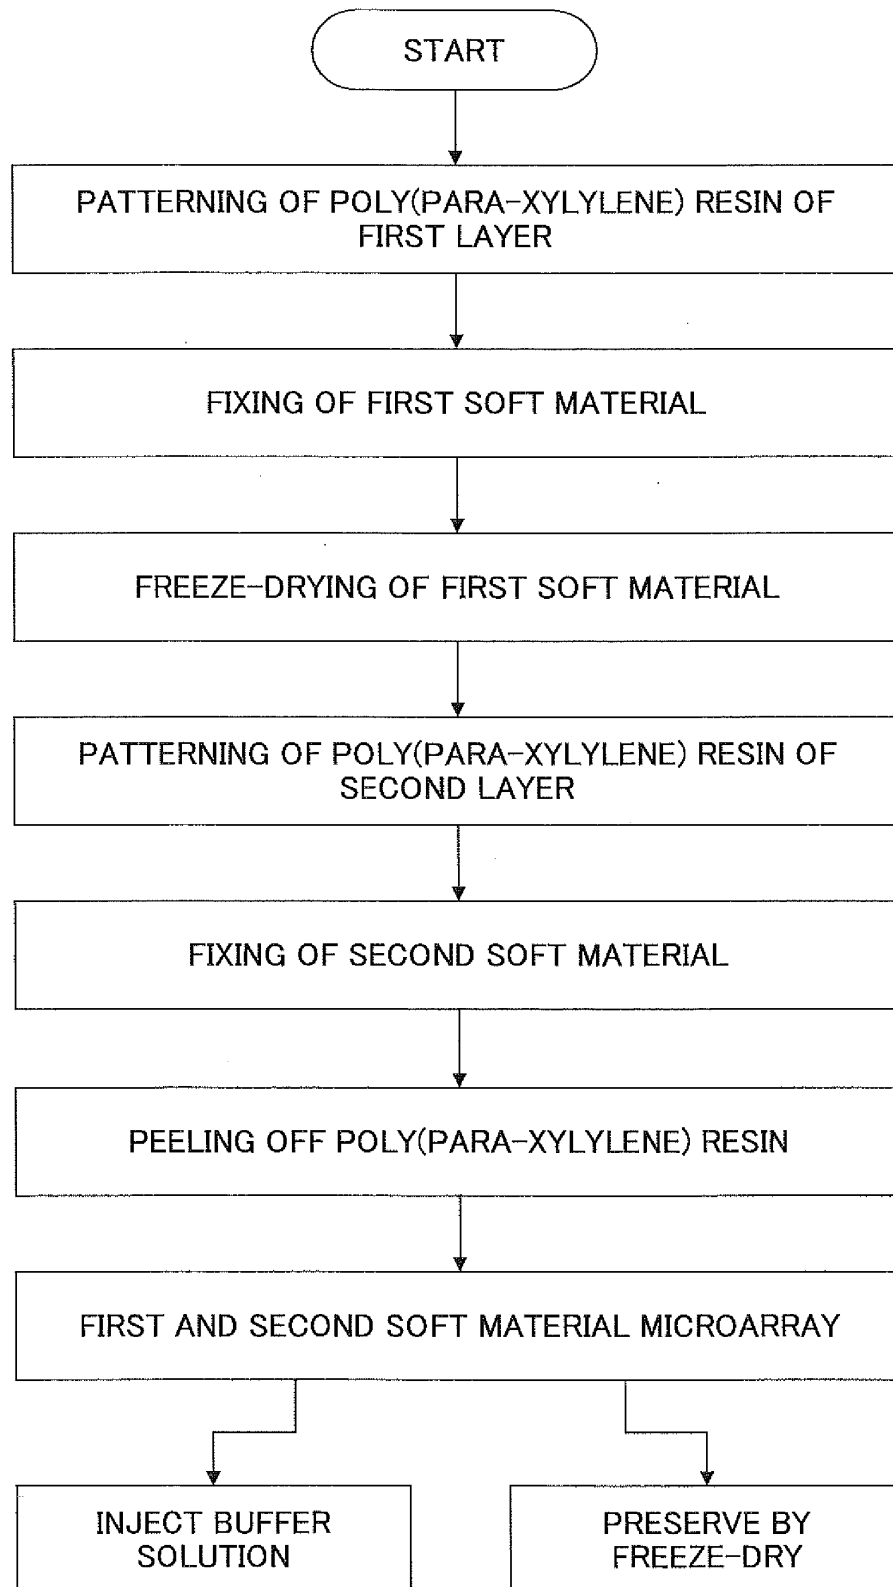 START
PATTERNING OF POLY(PARA-XYLYLENE) RESIN OF
FIRST LAYER
FIXING OF FIRST SOFT MATERIAL
FREEZE-DRYING OF FIRST SOFT MATERIAL
PATTERNING OF POLY(PARA-XYLYLENE) RESIN OF
SECOND LAYER
FIXING OF SECOND SOFT MATERIAL
PEELING OFF POLY(PARA-XYLYLENE) RESIN
FIRST AND SECOND SOFT MATERIAL MICROARRAY
INJECT BUFFER
SOLUTION
PRESERVE BY
FREEZE-DRY